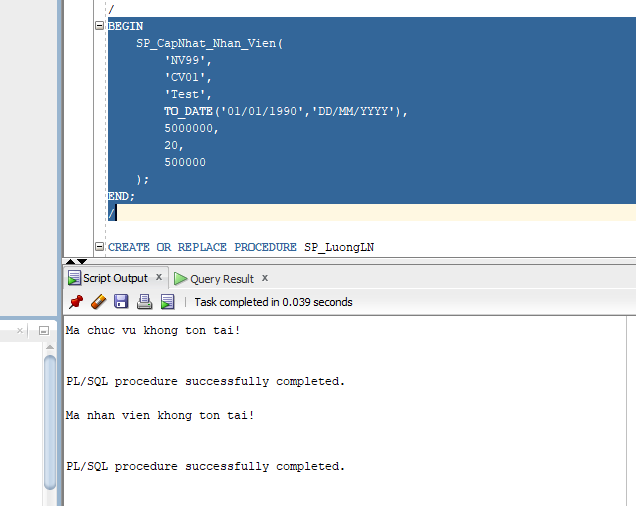 /
BEGIN
SP_CapNhat_Nhan_Vien(
'NV99',
'CV01',
'Test',
TO_DATE('01/01/1990','DD/MM/YYYY'),
5000000,
20,
500000
);
END;
/
CREATE OR REPLACE PROCEDURE SP_LuongLN
Script Output x Query Result x
Task completed in 0.039 seconds
Ma chuc vu khong ton tai!
PL/SQL procedure successfully completed.
Ma nhan vien khong ton tai!
PL/SQL procedure successfully completed.